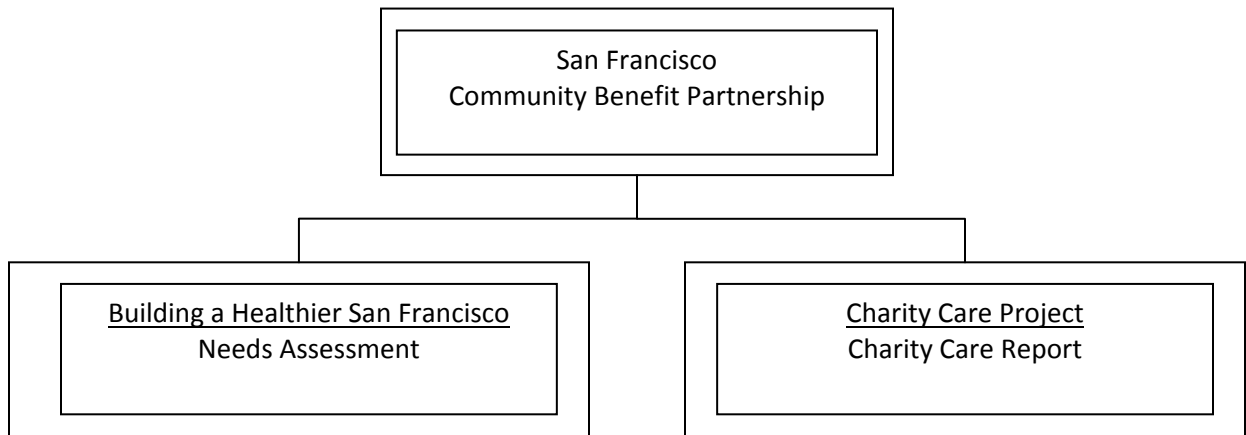 San Francisco
Community Benefit Partnership
Building a Healthier San Francisco
Needs Assessment
Charity Care Project
Charity Care Report